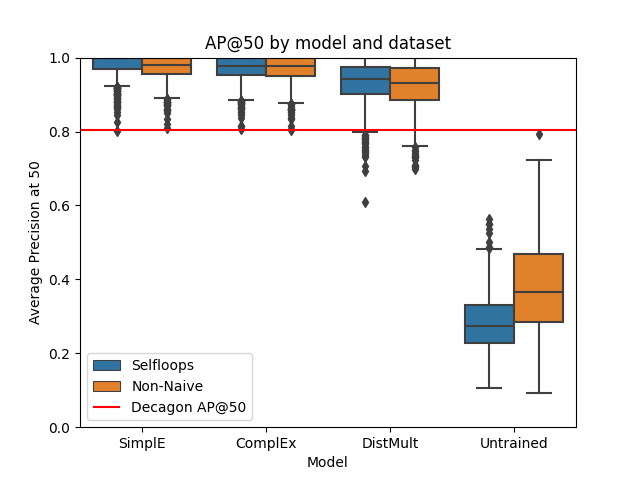 AP@50 by model and dataset
Average Precision at 50
1.0
0.8
0.6
0.4
0.2
0.0
Selfloops
Non-Naive
Decagon AP@50
SimplE
ComplEx
DistMult
Untrained
Model